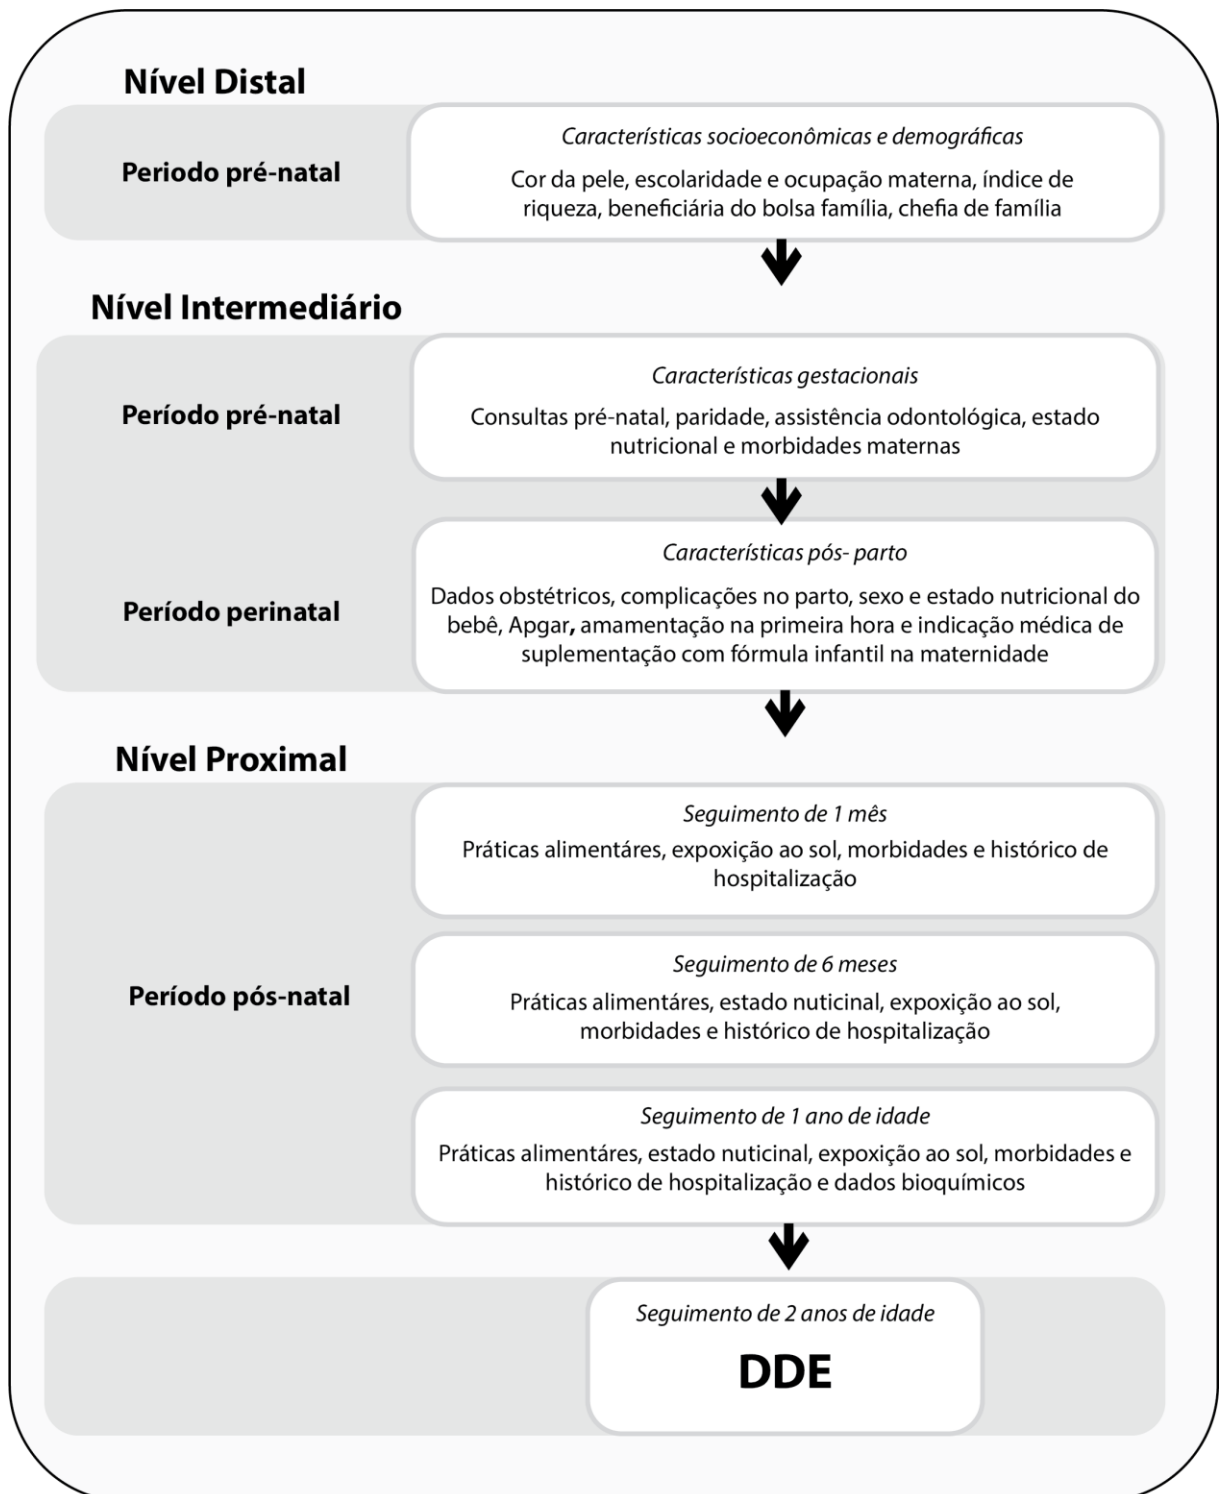 Nível Distal
Periodo pré-natal
Características socioeconômicas e demográficas
Cor da pele, escolaridade e ocupação materna, índice de
riqueza, beneficiária do bolsa família, chefia de família
Nível Intermediário
Período pré-natal
Características gestacionais
Consultas pré-natal, paridade, assistência odontológica, estado
nutricional e morbidades maternas
Período perinatal
Características pós- parto
Dados obstétricos, complicações no parto, sexo e estado nutricional do
bebê, Apgar, amamentação na primeira hora e indicação médica de
suplementação com fórmula infantil na maternidade
Nível Proximal
Seguimento de 1 mês
Práticas alimentáres, expoxição ao sol, morbidades e histórico de
hospitalização
Período pós-natal
Seguimento de 6 meses
Práticas alimentáres, estado nuticinal, expoxição ao sol,
morbidades e histórico de hospitalização
Seguimento de 1 ano de idade
Práticas alimentáres, estado nuticinal, expoxição ao sol, morbidades e
histórico de hospitalização e dados bioquímicos
Seguimento de 2 anos de idade
DDE